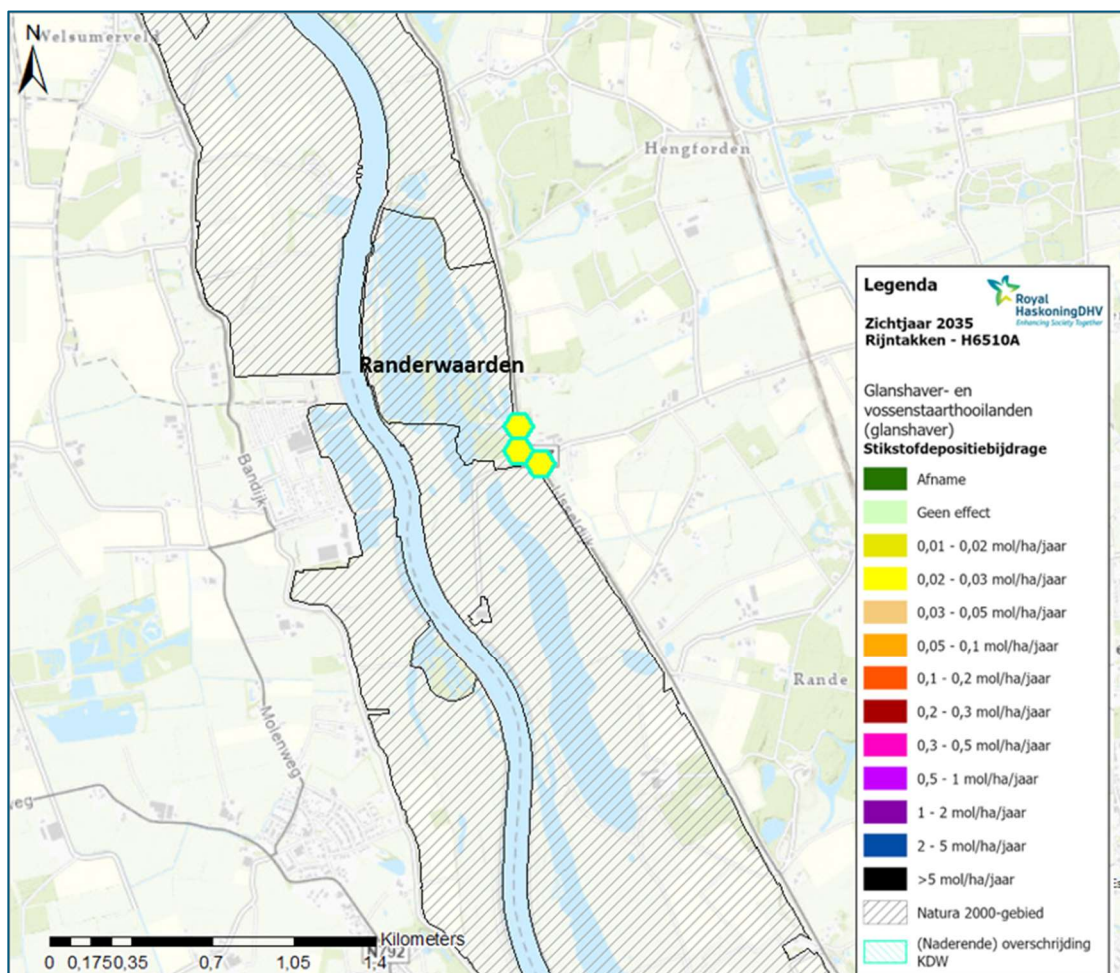 N
Welsumerveld
Hengforden
Randerwaarden
Bandijk
IJsseldijk
Rande
Molenweg
N792
Kilometers
0 0,175 0,35 0,7 1,05 1,4
Legenda
Royal
HaskoningDHV
Enhancing Society Together
Zichtjaar 2035
Rijntakken - H6510A
Glanshaver- en
vossenstaarthooilanden
(glanshaver)
Stikstofdepositiebijdrage
Afname
Geen effect
0,01 - 0,02 mol/ha/jaar
0,02 - 0,03 mol/ha/jaar
0,03 - 0,05 mol/ha/jaar
0,05 - 0,1 mol/ha/jaar
0,1 - 0,2 mol/ha/jaar
0,2 - 0,3 mol/ha/jaar
0,3 - 0,5 mol/ha/jaar
0,5 - 1 mol/ha/jaar
1 - 2 mol/ha/jaar
2 - 5 mol/ha/jaar
>5 mol/ha/jaar
Natura 2000-gebied
(Naderende) overschrijding
KDW